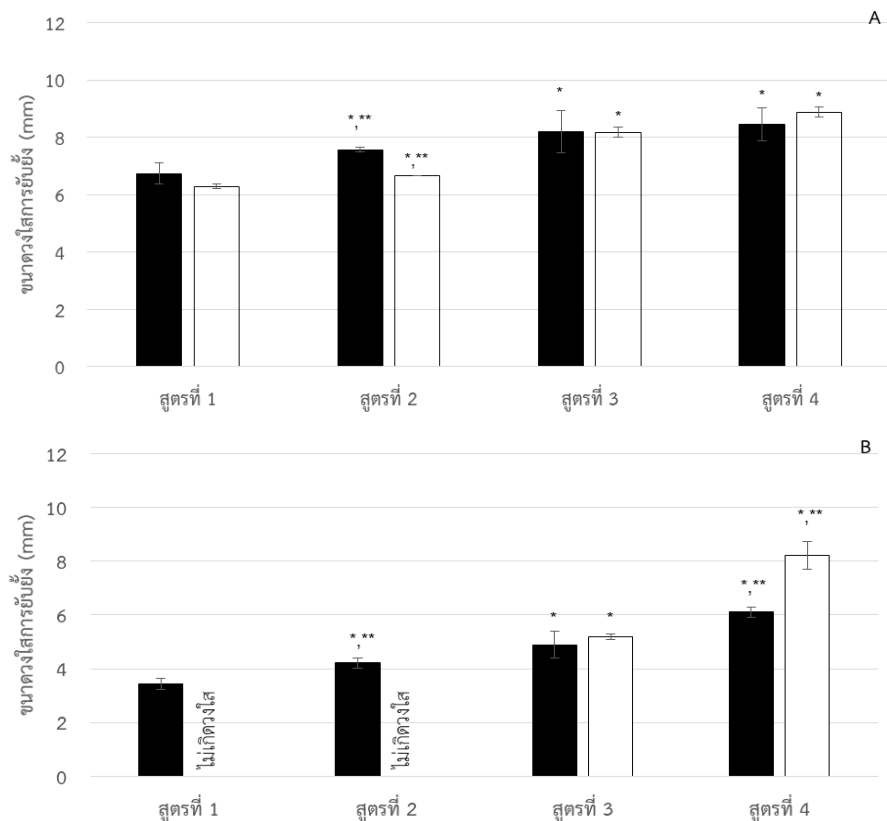 A
12
10
8
6
4
2
0
ขนาดวงใสการยับยั้ง (mm)
*,**
*,**
*
*
*
*
สูตรที่ 1
สูตรที่ 2
สูตรที่ 3
สูตรที่ 4
B
12
10
8
6
4
2
0
ขนาดวงใสการยับยั้ง (mm)
ไม่เกิดวงใส
*,**
ไม่เกิดวงใส
*
*
*,**
*,**
สูตรที่ 1
สูตรที่ 2
สูตรที่ 3
สูตรที่ 4